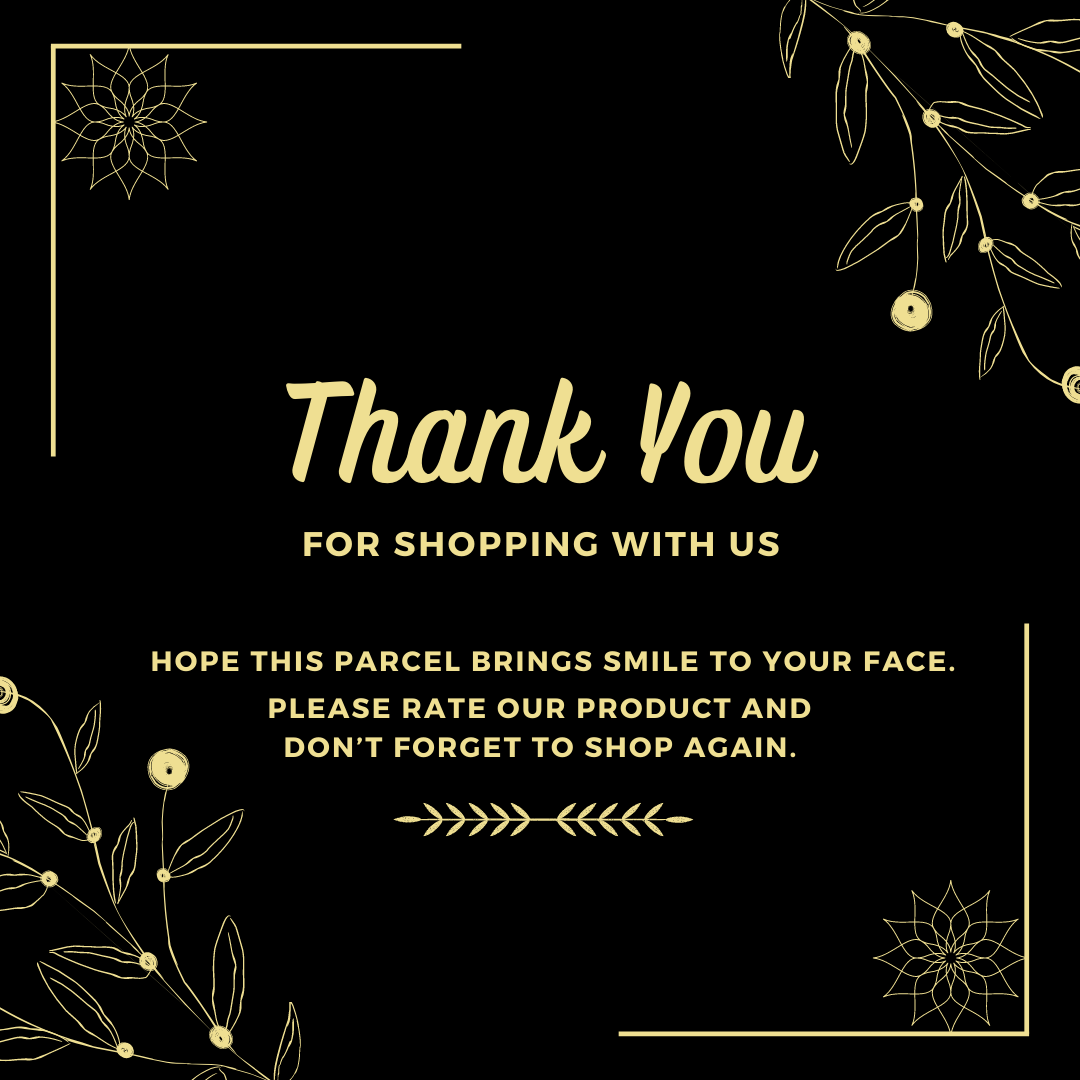 Thank You
FOR SHOPPING WITH US
HOPE THIS PARCEL BRINGS SMILE TO YOUR FACE.
PLEASE RATE OUR PRODUCT AND
DON’T FORGET TO SHOP AGAIN.